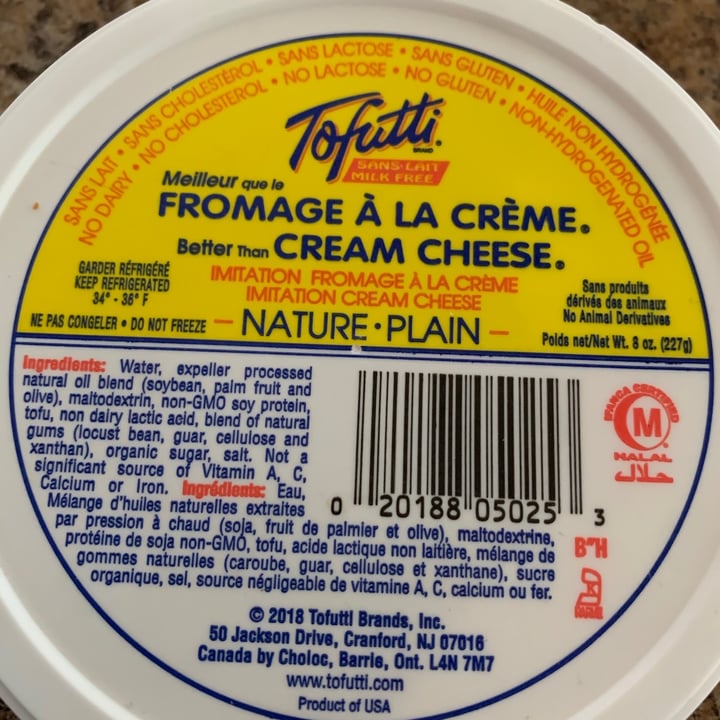 SANS LAIT • SANS CHOLESTÉROL • SANS LACTOSE • SANS GLUTEN • HUILE NON HYDROGÉNÉE
NO DAIRY • NO CHOLESTEROL • NO LACTOSE • NO GLUTEN • NON-HYDROGENATED OIL
Tofutti
BRAND
SANS·LAIT
MILK FREE
Meilleur que le
FROMAGE À LA CRÈME®
Better Than CREAM CHEESE®
GARDER RÉFRIGÉRÉ
KEEP REFRIGERATED
34° - 36° F
IMITATION FROMAGE À LA CRÈME
IMITATION CREAM CHEESE
Sans produits
dérivés des animaux
No Animal Derivatives
NE PAS CONGELER • DO NOT FREEZE
– NATURE • PLAIN –
Poids net/Net Wt. 8 oz. (227g)
Ingredients: Water, expeller processed
natural oil blend (soybean, palm fruit and
olive), maltodextrin, non-GMO soy protein,
tofu, non dairy lactic acid, blend of natural
gums (locust bean, guar, cellulose and
xanthan), organic sugar, salt. Not a
significant source of Vitamin A, C,
Calcium or Iron. Ingrédients: Eau,
Mélange d'huiles naturelles extraites
par pression à chaud (soja, fruit de palmier et olive), maltodextrine,
protéine de soja non-GMO, tofu, acide lactique non laitière, mélange de
gommes naturelles (caroube, guar, cellulose et xanthane), sucre
organique, sel, source négligeable de vitamine A, C, calcium ou fer.
0 20188 05025 3
IFANCA CERTIFIED
M
HALAL
حلال
B"H
© 2018 Tofutti Brands, Inc.
50 Jackson Drive, Cranford, NJ 07016
Canada by Choloc, Barrie, Ont. L4N 7M7
www.tofutti.com
Product of USA